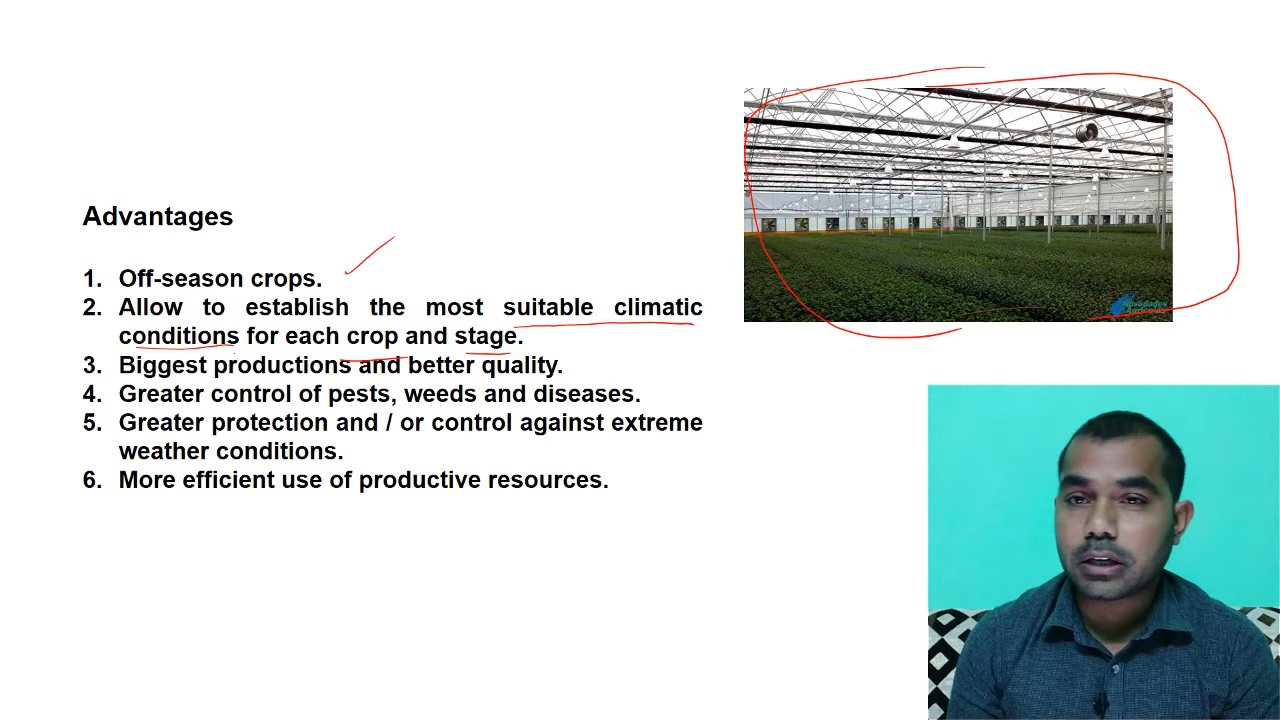 Advantages
1. Off-season crops.
2. Allow to establish the most suitable climatic
conditions for each crop and stage.
3. Biggest productions and better quality.
4. Greater control of pests, weeds and diseases.
5. Greater protection and / or control against extreme
weather conditions.
6. More efficient use of productive resources.
Novedades
Agrícolas